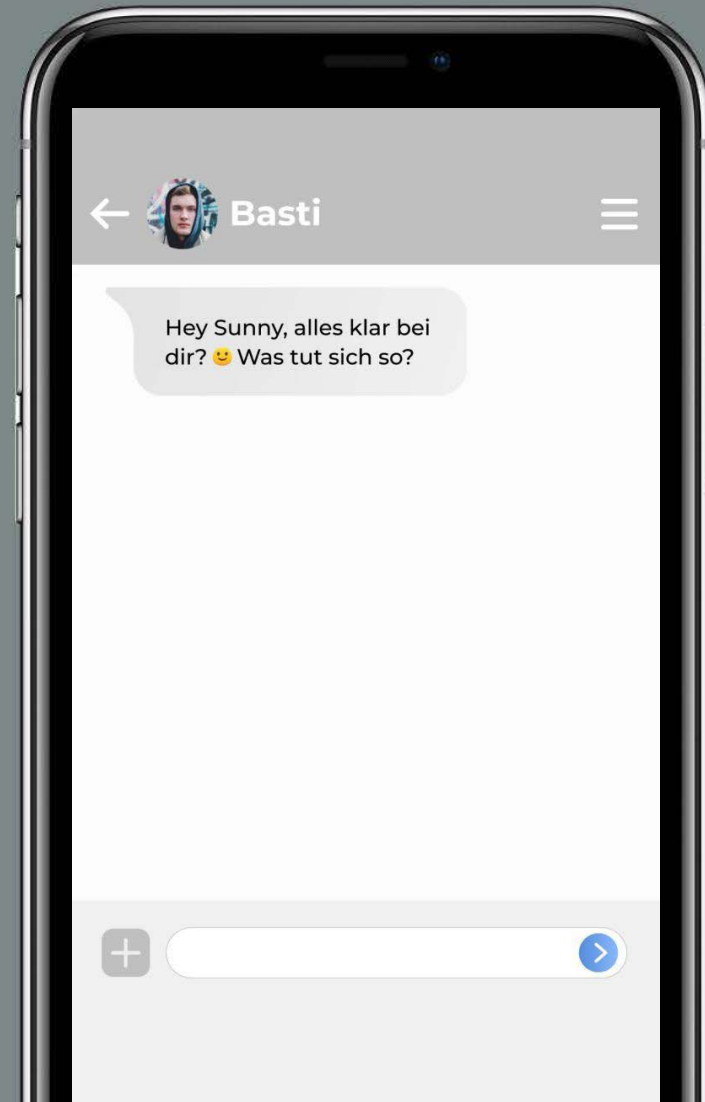 Basti
Hey Sunny, alles klar bei
dir? 🙂 Was tut sich so?